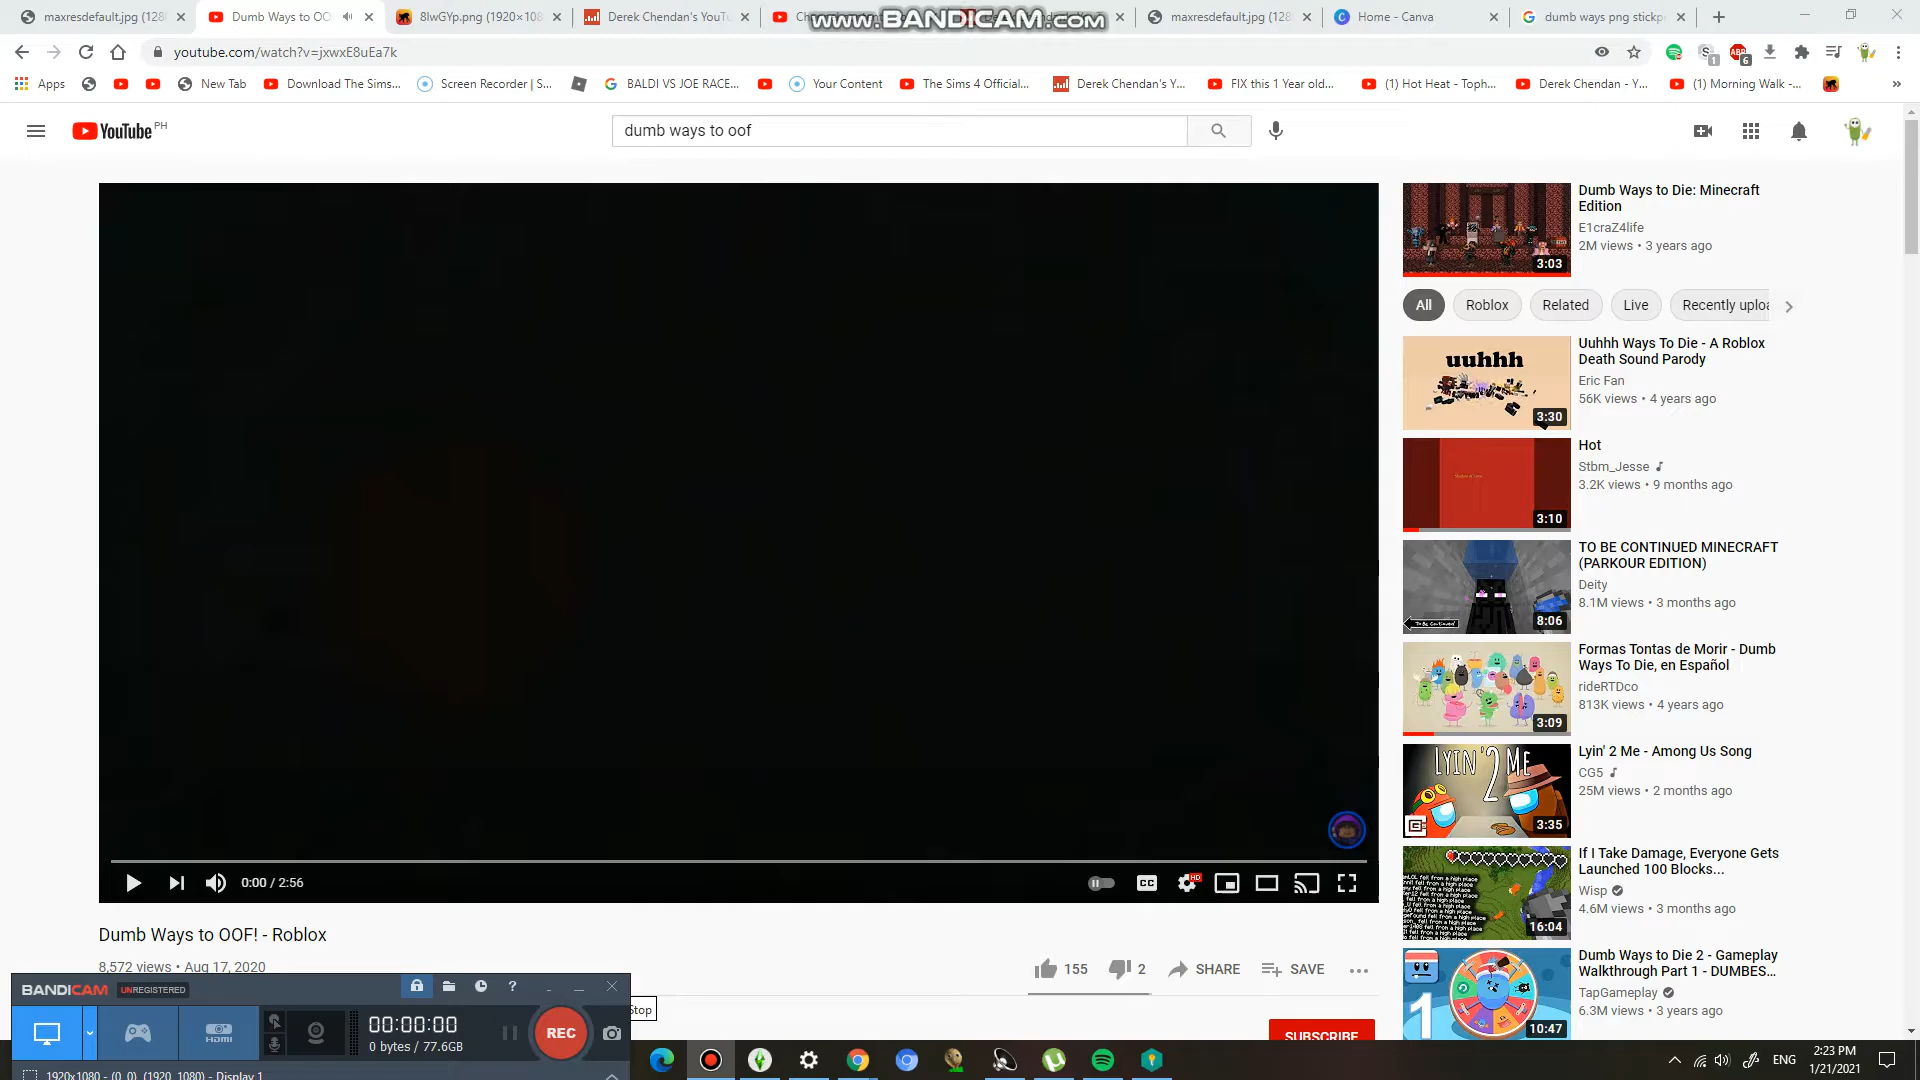 maxresdefault.jpg (128
Dumb Ways to OO
8lwGYp.png (1920×108
Derek Chendan's YouTu
www.BANDICAM.com
maxresdefault.jpg (128
Home - Canva
dumb ways png stickp
youtube.com/watch?v=jxwxE8uEa7k
Apps
New Tab
Download The Sims...
Screen Recorder | S...
BALDI VS JOE RACE...
Your Content
The Sims 4 Official...
Derek Chendan's Y...
FIX this 1 Year old...
(1) Hot Heat - Toph...
Derek Chendan - Y...
(1) Morning Walk -...
YouTube PH
dumb ways to oof
Dumb Ways to Die: Minecraft
Edition
E1craZ4life
2M views • 3 years ago
3:03
All
Roblox
Related
Live
Recently uploa
uuhhh
3:30
Uuhhh Ways To Die - A Roblox
Death Sound Parody
Eric Fan
56K views • 4 years ago
Hot
Stbm_Jesse
3.2K views • 9 months ago
3:10
TO BE CONTINUED MINECRAFT
(PARKOUR EDITION)
Deity
8.1M views • 3 months ago
To Be Continued
8:06
Formas Tontas de Morir - Dumb
Ways To Die, en Español
rideRTDco
813K views • 4 years ago
3:09
LYIN' 2 ME
Lyin' 2 Me - Among Us Song
CG5
25M views • 2 months ago
3:35
If I Take Damage, Everyone Gets
Launched 100 Blocks...
Wisp
4.6M views • 3 months ago
16:04
Dumb Ways to Die 2 - Gameplay
Walkthrough Part 1 - DUMBES...
TapGameplay
6.3M views • 3 years ago
1
10:47
0:00 / 2:56
CC
HD
Dumb Ways to OOF! - Roblox
8,572 views • Aug 17, 2020
155
2
SHARE
SAVE
SUBSCRIBE
BANDICAM
UNREGISTERED
Stop
HDMI
00:00:00
0 bytes / 77.6GB
REC
1920x1080 - (0, 0), (1920, 1080) - Display 1
ENG
2:23 PM
1/21/2021